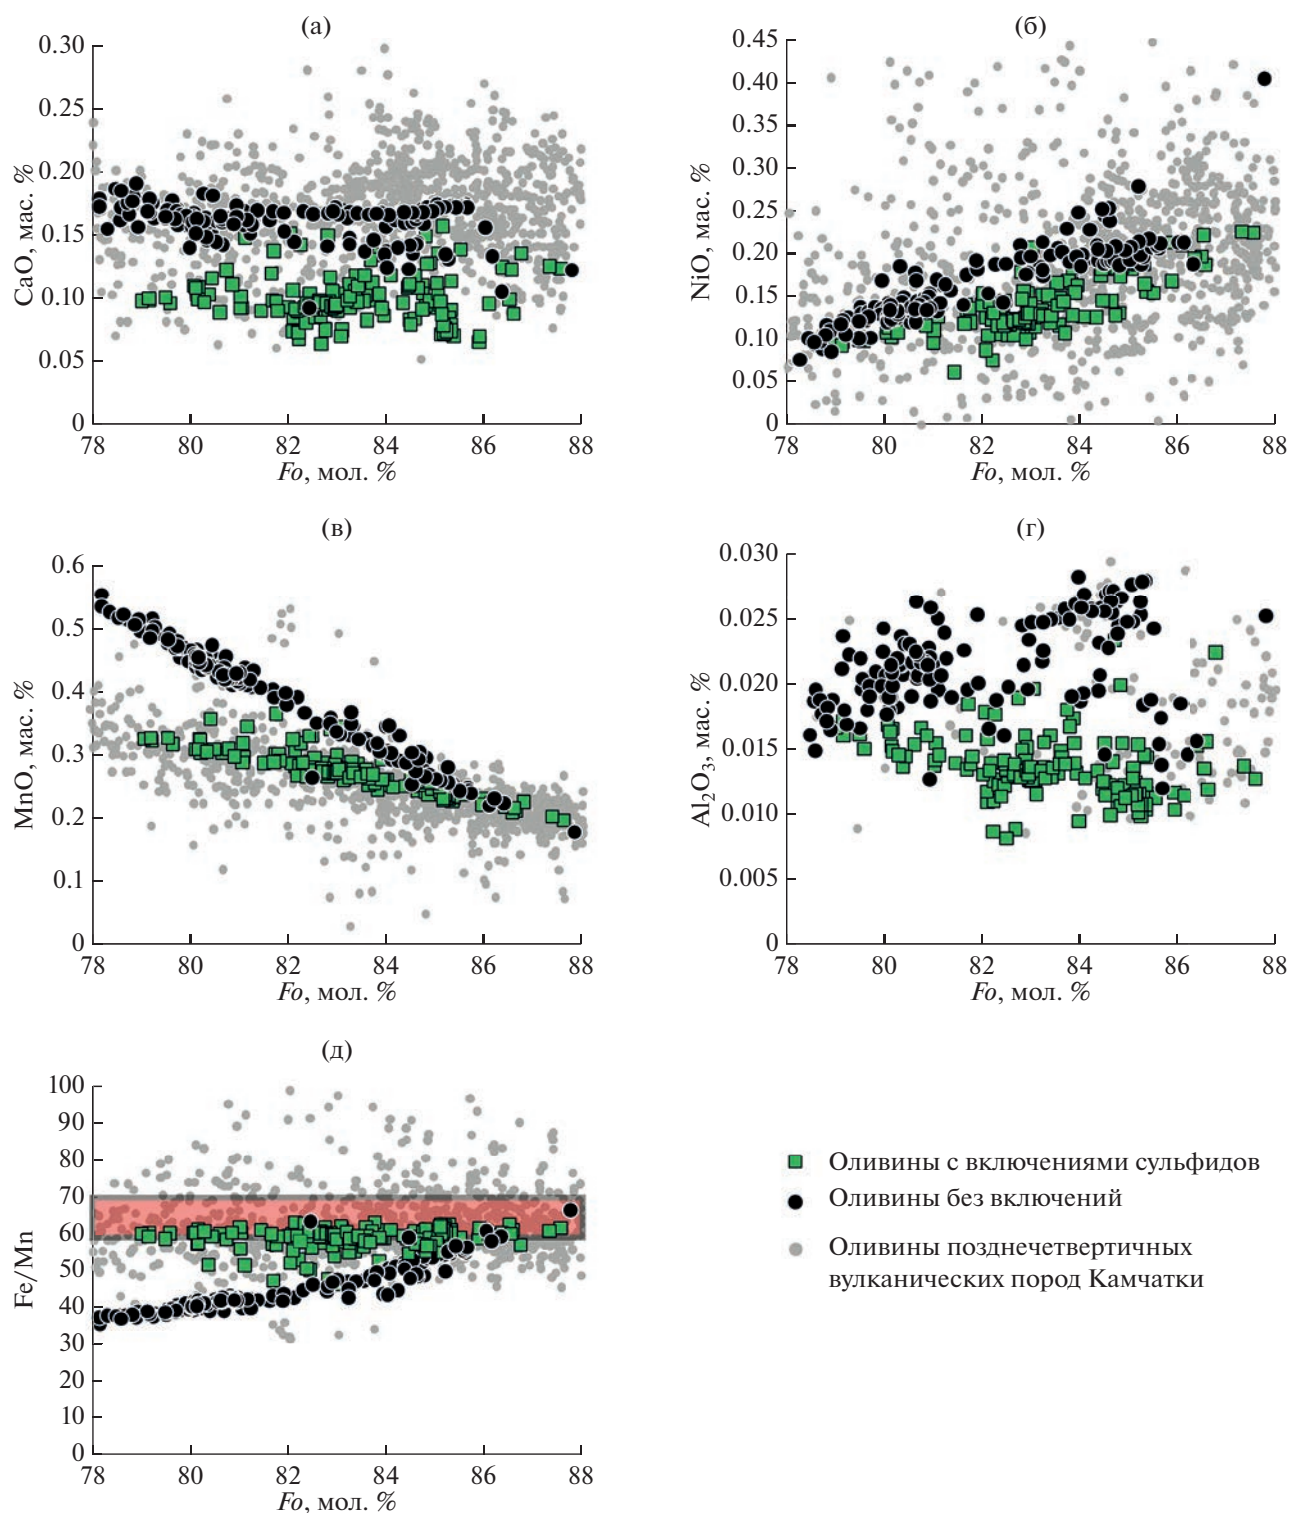 (а)
0.30
0.25
0.20
0.15
0.10
0.05
0
CaO, мас. %
78 80 82 84 86 88
Fo, мол. %
(б)
0.45
0.40
0.35
0.30
0.25
0.20
0.15
0.10
0.05
0
NiO, мас. %
78 80 82 84 86 88
Fo, мол. %
(в)
0.6
0.5
0.4
0.3
0.2
0.1
0
MnO, мас. %
78 80 82 84 86 88
Fo, мол. %
(г)
0.030
0.025
0.020
0.015
0.010
0.005
0
Al₂O₃, мас. %
78 80 82 84 86 88
Fo, мол. %
(д)
100
90
80
70
60
50
40
30
20
10
0
Fe/Mn
78 80 82 84 86 88
Fo, мол. %
Оливины с включениями сульфидов
Оливины без включений
Оливины позднечетвертичных
вулканических пород Камчатки